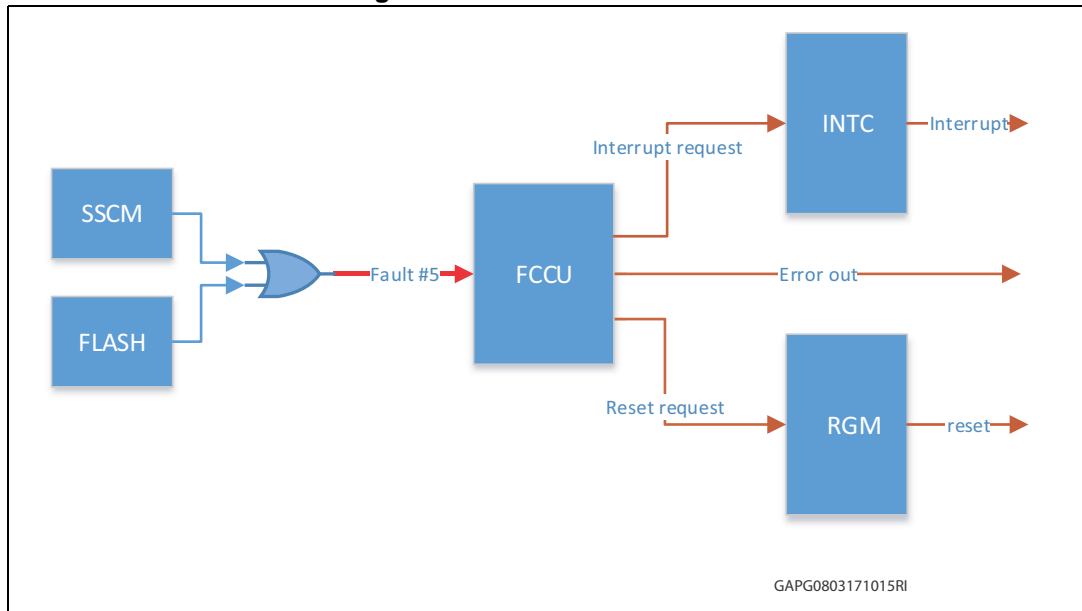 SSCM
FLASH
Fault #5
FCCU
Interrupt request
INTC
Interrupt
Error out
Reset request
RGM
reset
GAPG0803171015RI